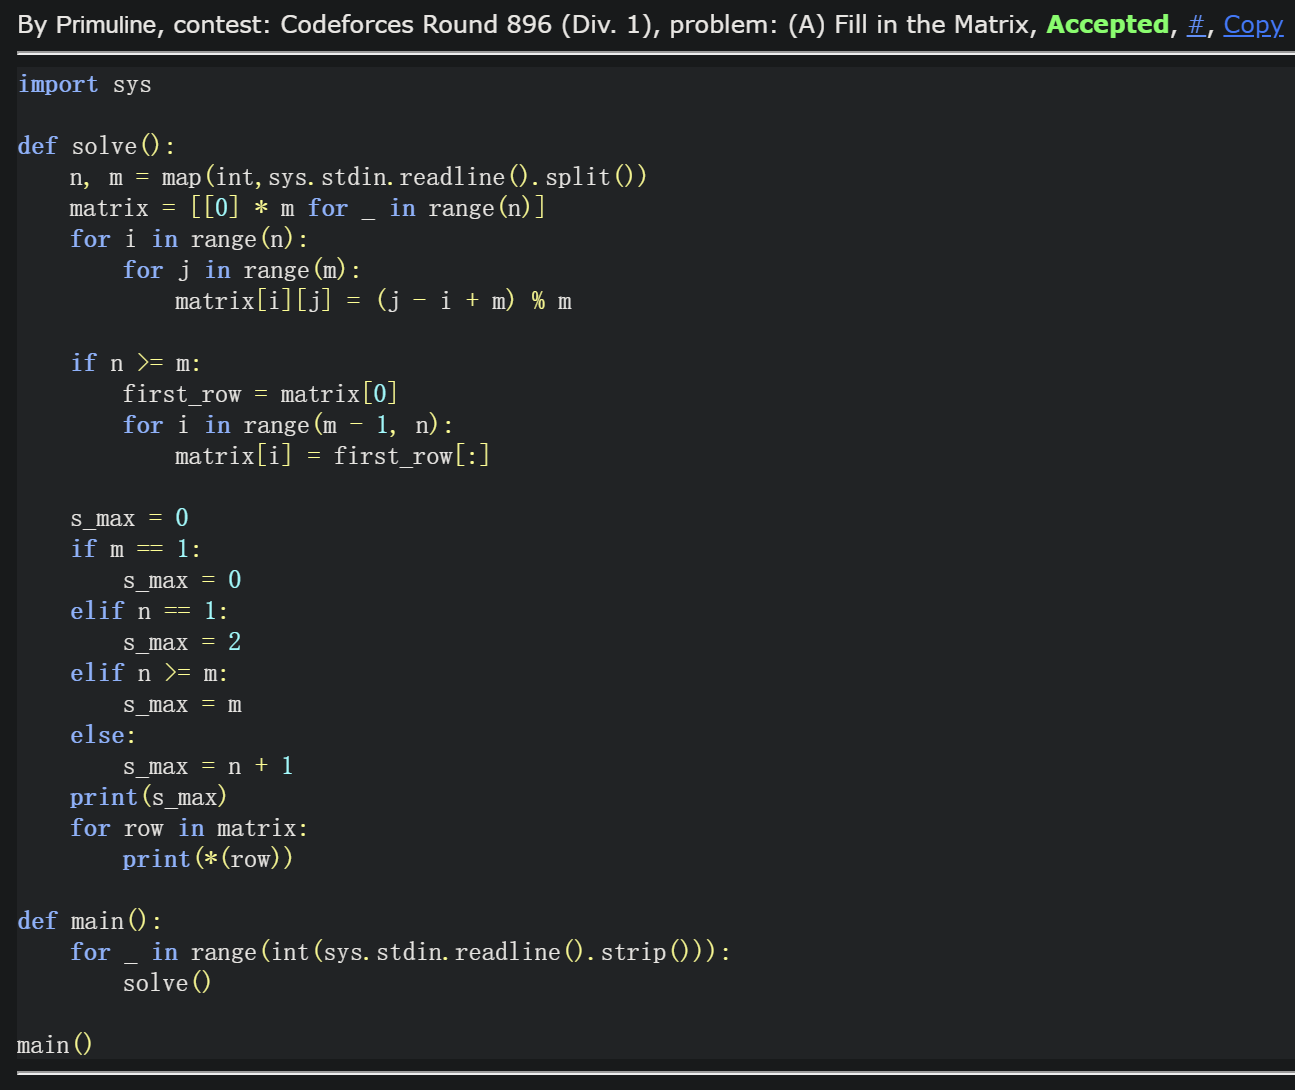 By Primuline, contest: Codeforces Round 896 (Div. 1), problem: (A) Fill in the Matrix, Accepted, #, Copy
import sys

def solve():
    n, m = map(int,sys.stdin.readline().split())
    matrix = [[0] * m for _ in range(n)]
    for i in range(n):
        for j in range(m):
            matrix[i][j] = (j - i + m) % m

    if n >= m:
        first_row = matrix[0]
        for i in range(m - 1, n):
            matrix[i] = first_row[:]

    s_max = 0
    if m == 1:
        s_max = 0
    elif n == 1:
        s_max = 2
    elif n >= m:
        s_max = m
    else:
        s_max = n + 1
    print(s_max)
    for row in matrix:
        print(*(row))

def main():
    for _ in range(int(sys.stdin.readline().strip())):
        solve()

main()